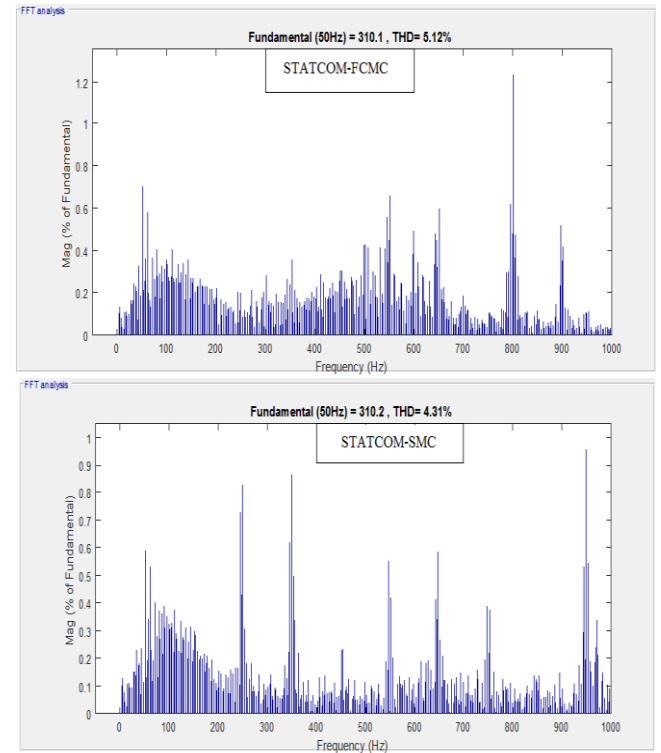 FFT analysis
Fundamental (50Hz) = 310.1 , THD= 5.12%
STATCOM-FCMC
Mag (% of Fundamental)
1.2
1
0.8
0.6
0.4
0.2
0
0 100 200 300 400 500 600 700 800 900 1000
Frequency (Hz)
FFT analysis
Fundamental (50Hz) = 310.2 , THD= 4.31%
STATCOM-SMC
Mag (% of Fundamental)
1
0.9
0.8
0.7
0.6
0.5
0.4
0.3
0.2
0.1
0
0 100 200 300 400 500 600 700 800 900 1000
Frequency (Hz)